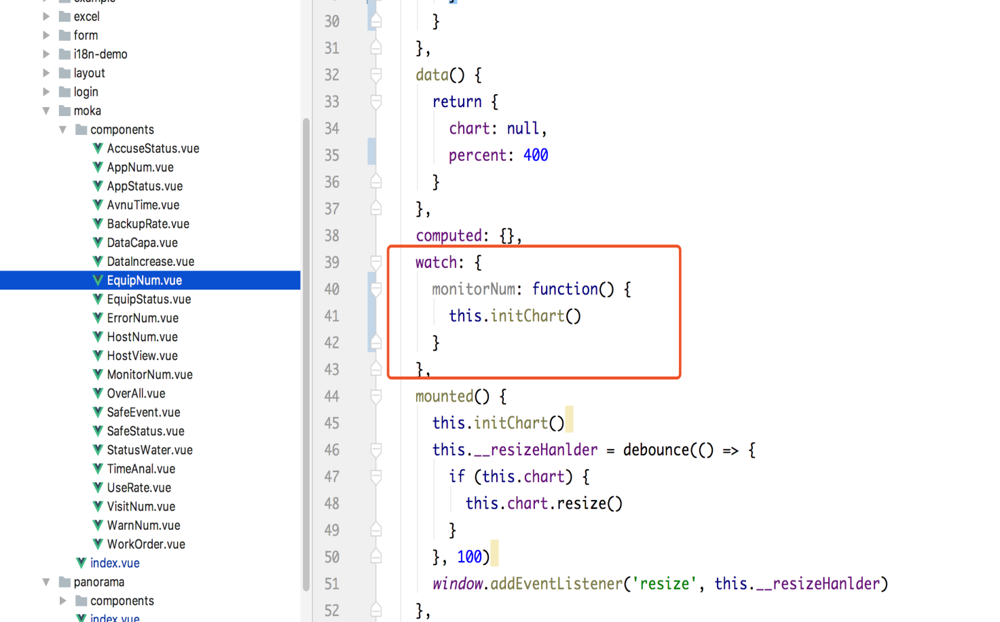 example
excel
form
i18n-demo
layout
login
moka
components
AccuseStatus.vue
AppNum.vue
AppStatus.vue
AvnuTime.vue
BackupRate.vue
DataCapa.vue
DataIncrease.vue
EquipNum.vue
EquipStatus.vue
ErrorNum.vue
HostNum.vue
HostView.vue
MonitorNum.vue
OverAll.vue
SafeEvent.vue
SafeStatus.vue
StatusWater.vue
TimeAnal.vue
UseRate.vue
VisitNum.vue
WarnNum.vue
WorkOrder.vue
index.vue
panorama
components
index.vue
30 }
31 },
32 data() {
33 return {
34 chart: null,
35 percent: 400
36 }
37 },
38 computed: {},
39 watch: {
40 monitorNum: function() {
41 this.initChart()
42 }
43 },
44 mounted() {
45 this.initChart()
46 this.__resizeHanlder = debounce(() => {
47 if (this.chart) {
48 this.chart.resize()
49 }
50 }, 100)
51 window.addEventListener('resize', this.__resizeHanlder)
52 },